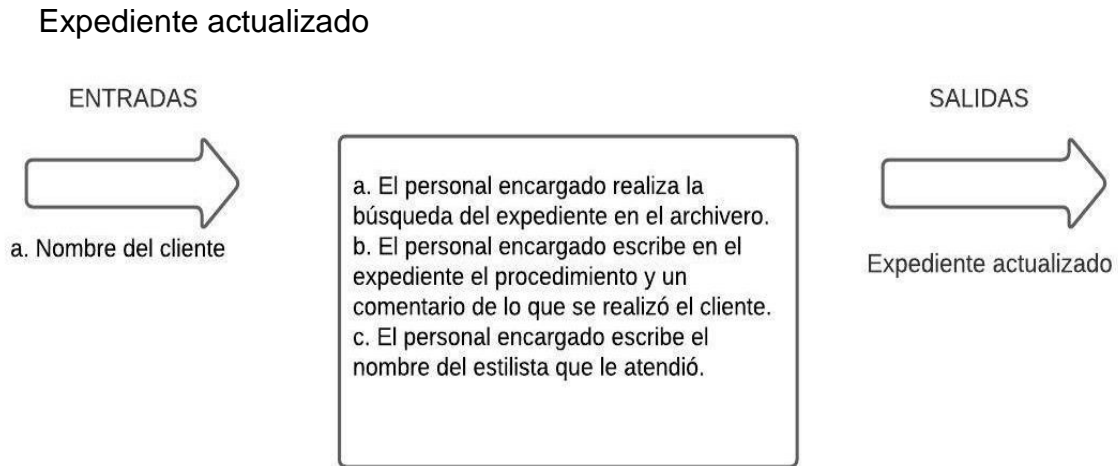 Expediente actualizado
ENTRADAS
a. Nombre del cliente
a. El personal encargado realiza la
búsqueda del expediente en el archivero.
b. El personal encargado escribe en el
expediente el procedimiento y un
comentario de lo que se realizó el cliente.
c. El personal encargado escribe el
nombre del estilista que le atendió.
SALIDAS
Expediente actualizado